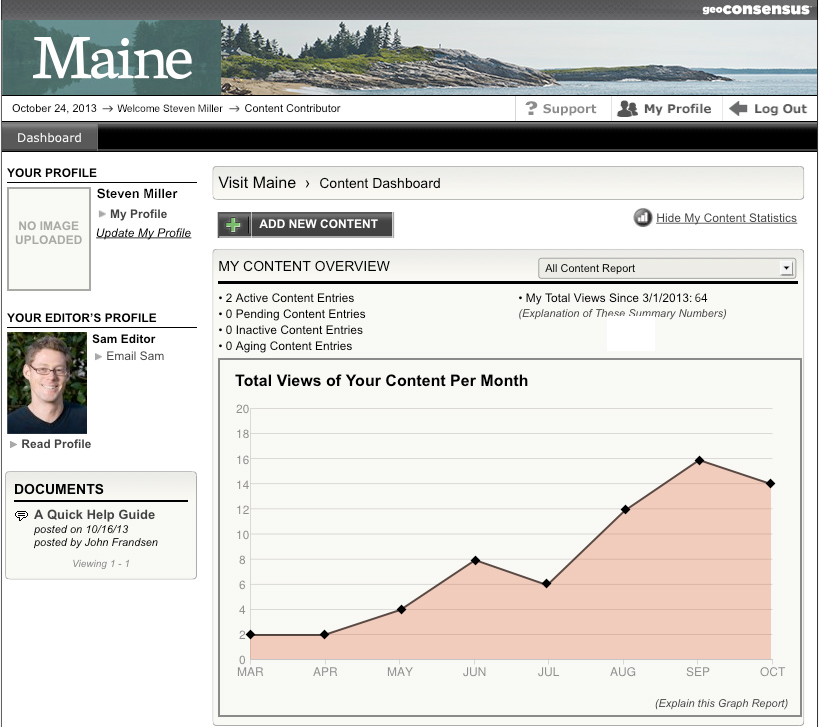 geoconsensus
Maine
October 24, 2013 → Welcome Steven Miller → Content Contributor
? Support
My Profile
Log Out
Dashboard
YOUR PROFILE
NO IMAGE
UPLOADED
Steven Miller
My Profile
Update My Profile
YOUR EDITOR'S PROFILE
Sam Editor
Email Sam
Read Profile
DOCUMENTS
A Quick Help Guide
posted on 10/16/13
posted by John Frandsen
Viewing 1 - 1
Visit Maine › Content Dashboard
ADD NEW CONTENT
Hide My Content Statistics
MY CONTENT OVERVIEW
All Content Report
• 2 Active Content Entries
• 0 Pending Content Entries
• 0 Inactive Content Entries
• 0 Aging Content Entries
• My Total Views Since 3/1/2013: 64
(Explanation of These Summary Numbers)
Total Views of Your Content Per Month
20
18
16
14
12
10
8
6
4
2
0
MAR APR MAY JUN JUL AUG SEP OCT
(Explain this Graph Report)